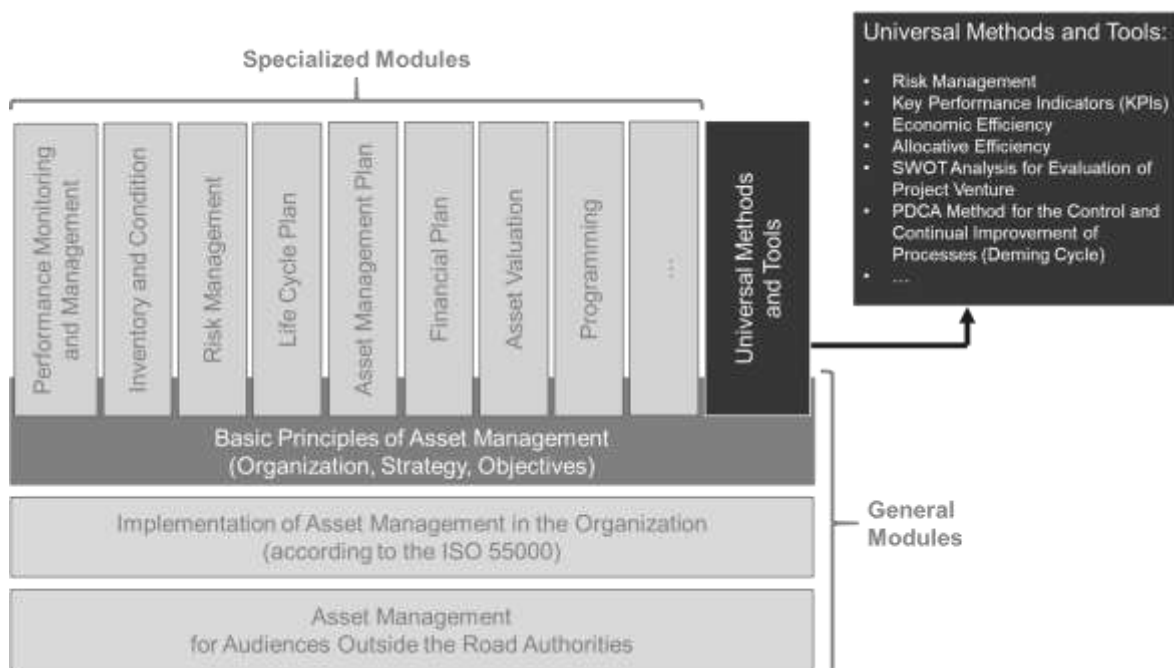 Specialized Modules
Performance Monitoring
and Management
Inventory and Condition
Risk Management
Life Cycle Plan
Asset Management Plan
Financial Plan
Asset Valuation
Programming
...
Universal Methods
and Tools
Universal Methods and Tools:
• Risk Management
• Key Performance Indicators (KPIs)
• Economic Efficiency
• Allocative Efficiency
• SWOT Analysis for Evaluation of
Project Venture
• PDCA Method for the Control and
Continual Improvement of
Processes (Deming Cycle)
• ...
Basic Principles of Asset Management
(Organization, Strategy, Objectives)
Implementation of Asset Management in the Organization
(according to the ISO 55000)
Asset Management
for Audiences Outside the Road Authorities
General
Modules